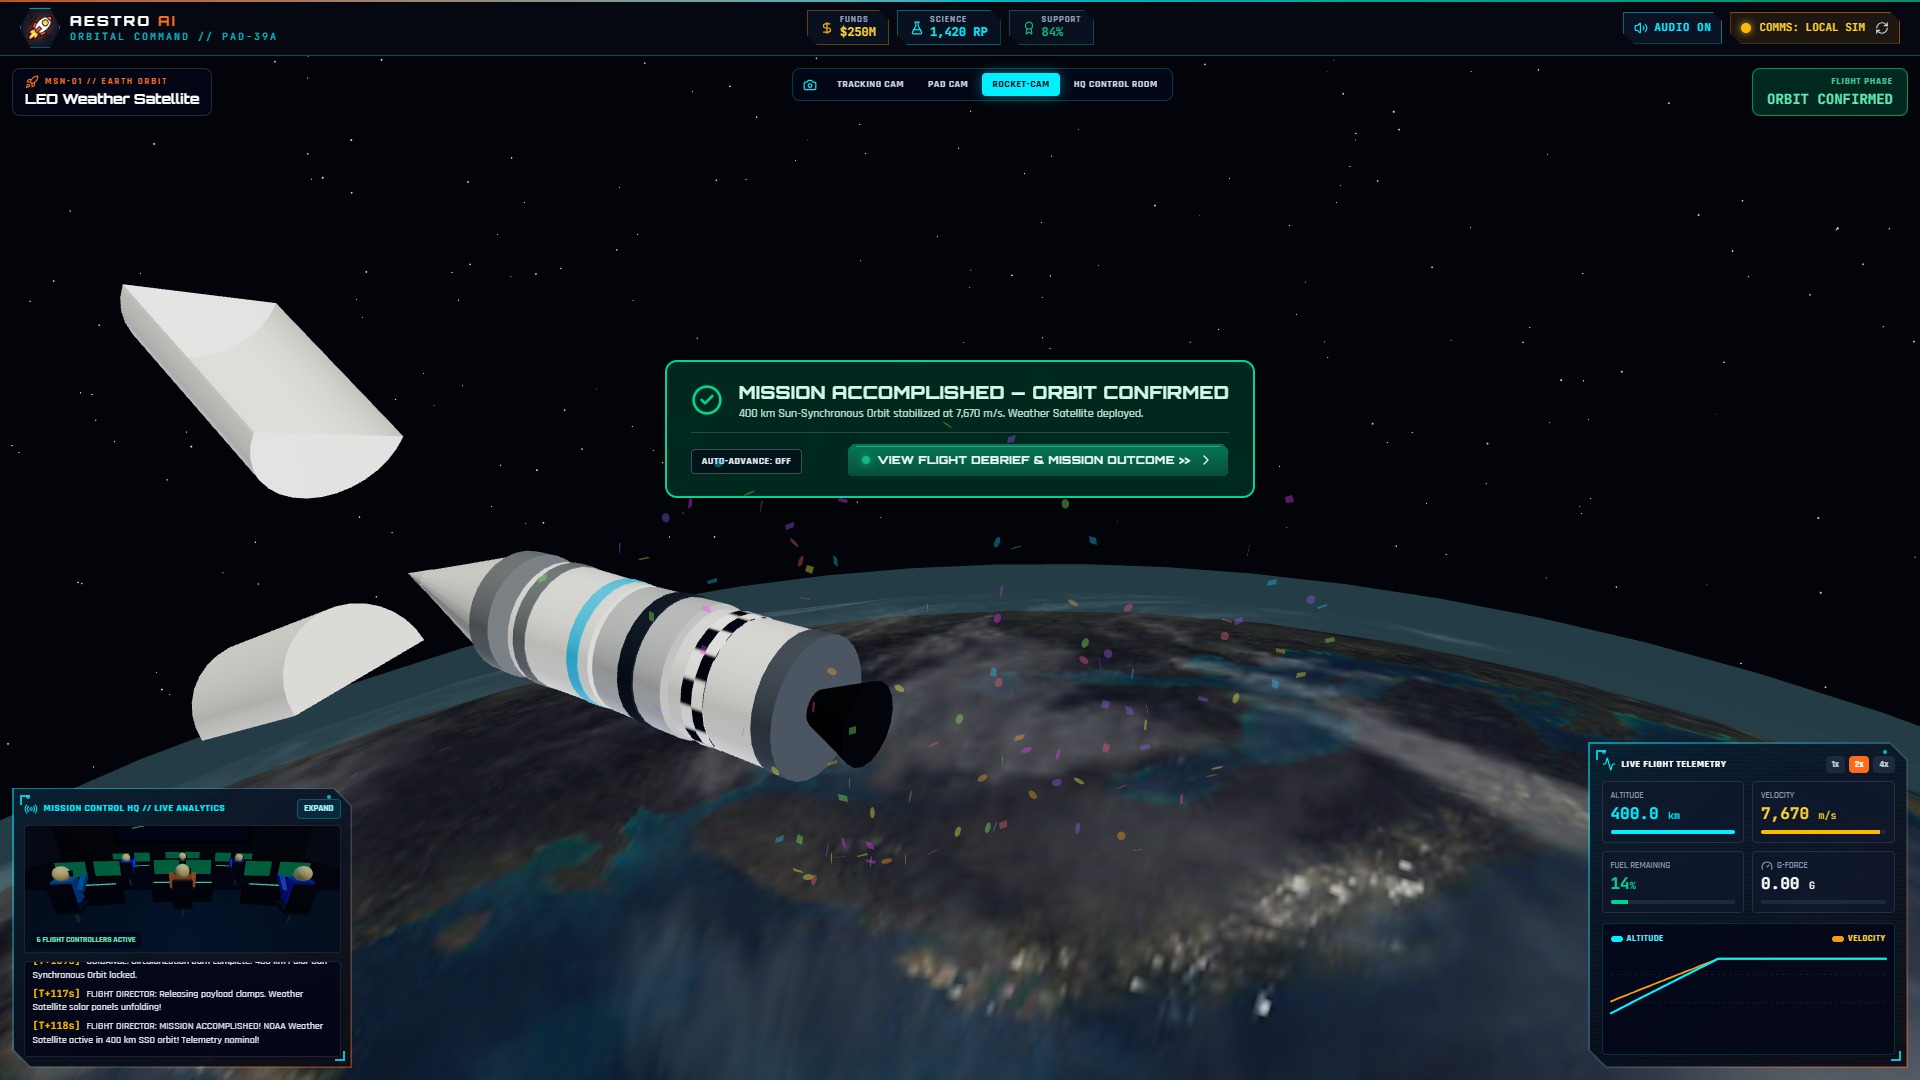 AESTRO AI
ORBITAL COMMAND // PAD-39A
FUNDS
$250M
SCIENCE
1,420 RP
SUPPORT
84%
AUDIO ON
COMMS: LOCAL SIM
MSN-01 // EARTH ORBIT
LEO Weather Satellite
TRACKING CAM
PAD CAM
ROCKET-CAM
HQ CONTROL ROOM
FLIGHT PHASE
ORBIT CONFIRMED
MISSION ACCOMPLISHED — ORBIT CONFIRMED
400 km Sun-Synchronous Orbit stabilized at 7,670 m/s. Weather Satellite deployed.
AUTO-ADVANCE: OFF
VIEW FLIGHT DEBRIEF & MISSION OUTCOME >>
MISSION CONTROL HQ // LIVE ANALYTICS
EXPAND
5 FLIGHT CONTROLLERS ACTIVE
Synchronous Orbit locked.
[T+117s] FLIGHT DIRECTOR: Releasing payload clamps. Weather
Satellite solar panels unfolding!
[T+118s] FLIGHT DIRECTOR: MISSION ACCOMPLISHED! NOAA Weather
Satellite active in 400 km SSO orbit! Telemetry nominal!
LIVE FLIGHT TELEMETRY
1x
2x
4x
ALTITUDE
400.0 km
VELOCITY
7,670 m/s
FUEL REMAINING
14%
G-FORCE
0.00 G
ALTITUDE
VELOCITY